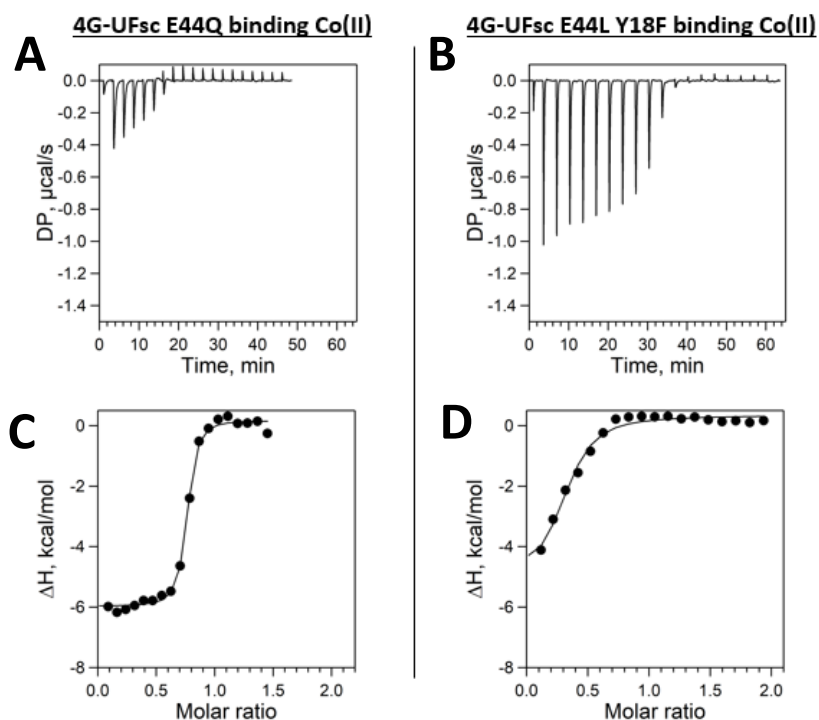 4G-UFsc E44Q binding Co(II)
4G-UFsc E44L Y18F binding Co(II)
A
B
0.0
-0.2
-0.4
-0.6
-0.8
-1.0
-1.2
-1.4
DP, µcal/s
0 10 20 30 40 50 60
Time, min
0.0
-0.2
-0.4
-0.6
-0.8
-1.0
-1.2
-1.4
DP, µcal/s
0 10 20 30 40 50 60
Time, min
C
D
0
-2
-4
-6
-8
ΔH, kcal/mol
0.0 0.5 1.0 1.5 2.0
Molar ratio
0
-2
-4
-6
-8
ΔH, kcal/mol
0.0 0.5 1.0 1.5 2.0
Molar ratio